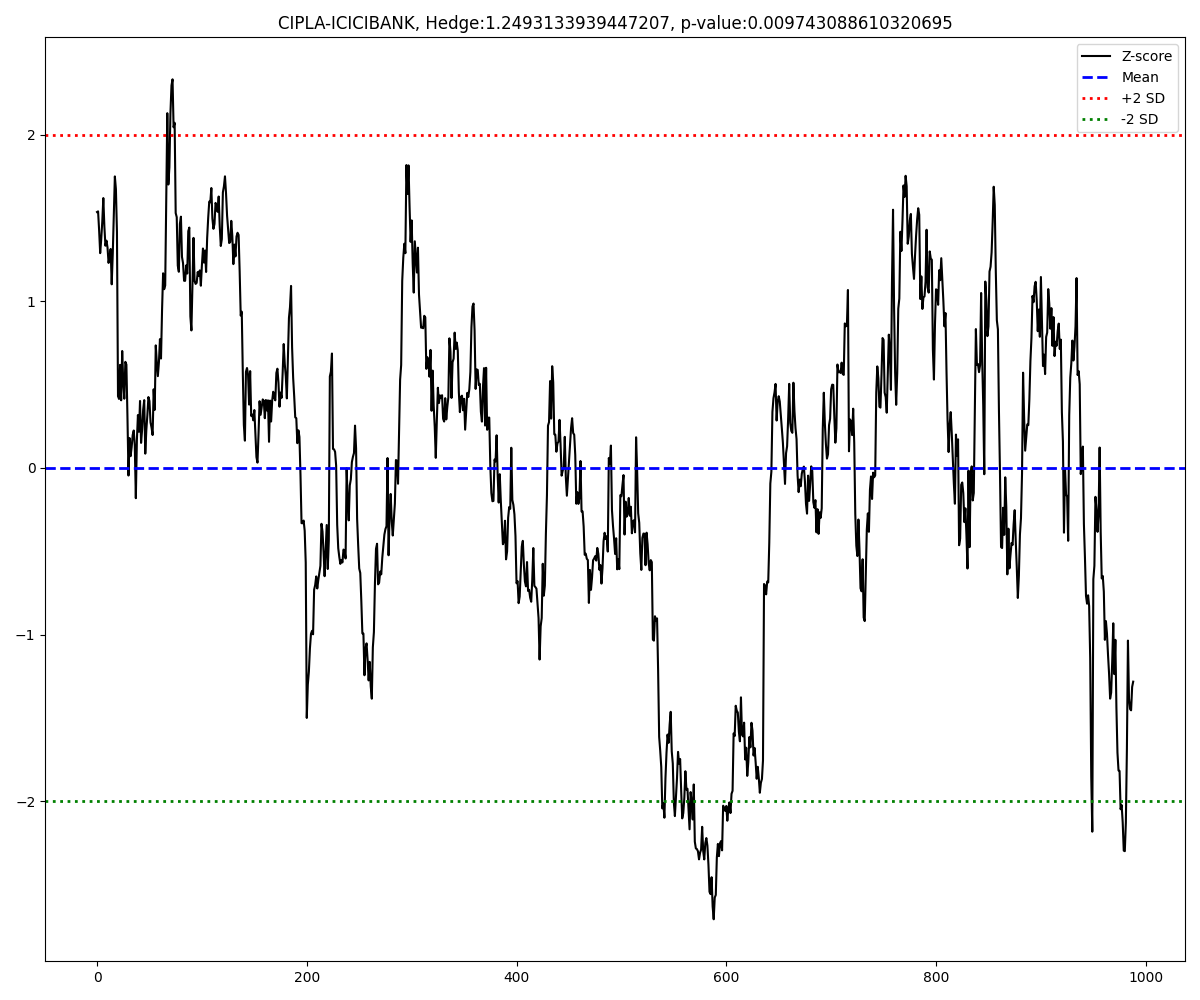 CIPLA-ICICIBANK, Hedge:1.2493133939447207, p-value:0.009743088610320695
Z-score
Mean
+2 SD
-2 SD
2
1
0
−1
−2
0
200
400
600
800
1000